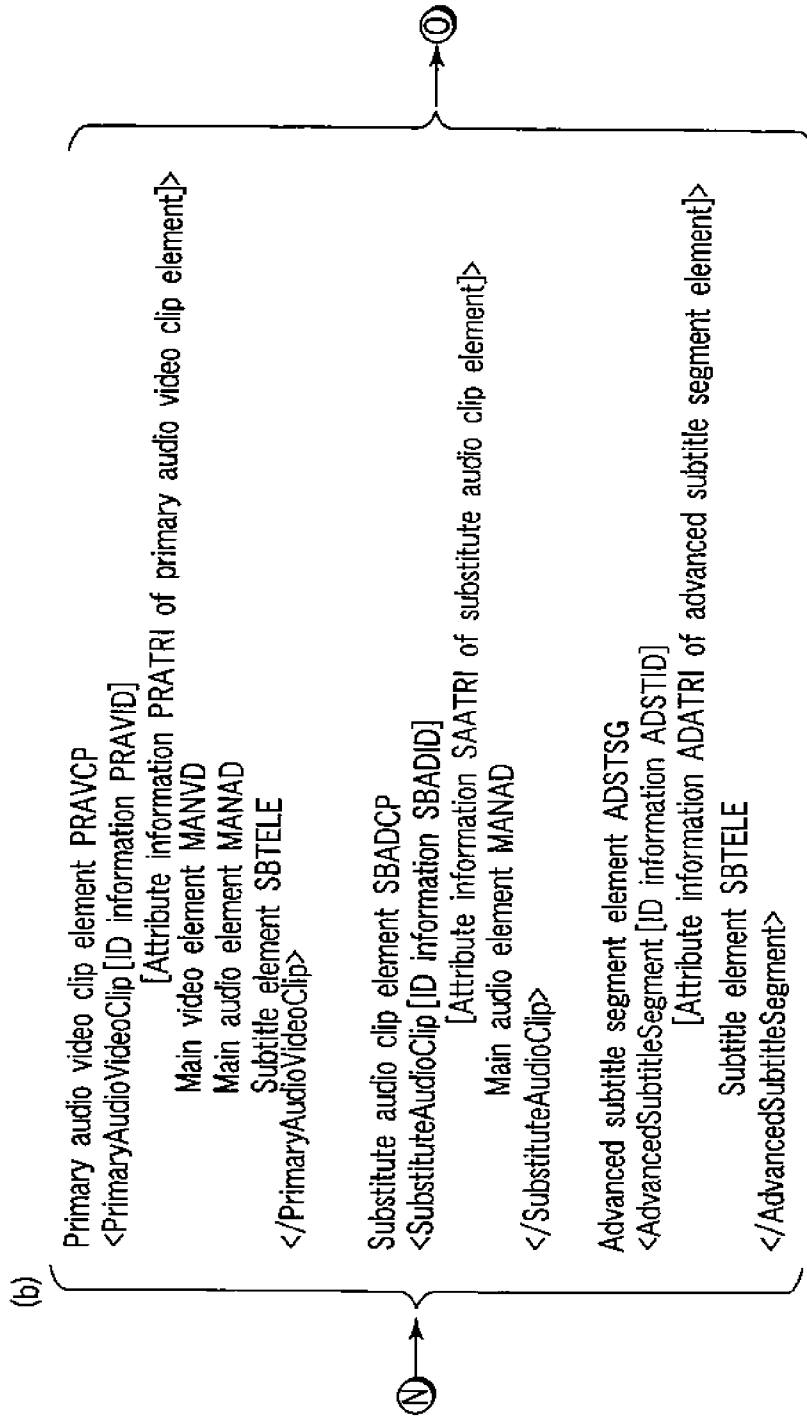 (b)
Primary audio video clip element PRAVCP
<PrimaryAudioVideoClip [ID information PRAVID]
[Attribute information PRATRI of primary audio video clip element]>
Main video element MANVD
Main audio element MANAD
Subtitle element SBTELE
</PrimaryAudioVideoClip>
Substitute audio clip element SBADCP
<SubstituteAudioClip [ID information SBADID]
[Attribute information SAATRI of substitute audio clip element]>
Main audio element MANAD
</SubstituteAudioClip>
Advanced subtitle segment element ADSTSG
<AdvancedSubtitleSegment [ID information ADSTID]
[Attribute information ADATRI of advanced subtitle segment element]>
Subtitle element SBTELE
</AdvancedSubtitleSegment>
N
O